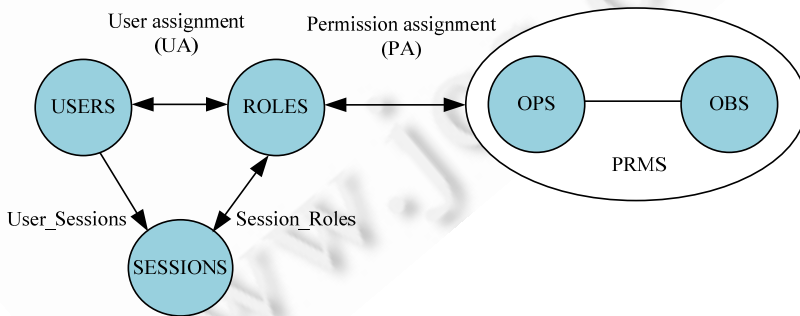 User assignment
(UA)
Permission assignment
(PA)
USERS
ROLES
OPS
OBS
PRMS
User_Sessions
Session_Roles
SESSIONS